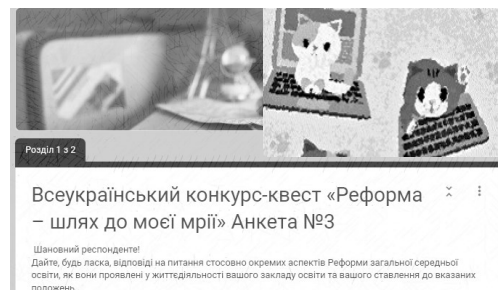 Розділ 1 з 2
Всеукраїнський конкурс-квест «Реформа
– шлях до моєї мрії» Анкета №3
Шановний респонденте!
Дайте, будь ласка, відповіді на питання стосовно окремих аспектів Реформи загальної середньої
освіти, як вони проявлені у життєдіяльності вашого закладу освіти та вашого ставлення до вказаних
положень.